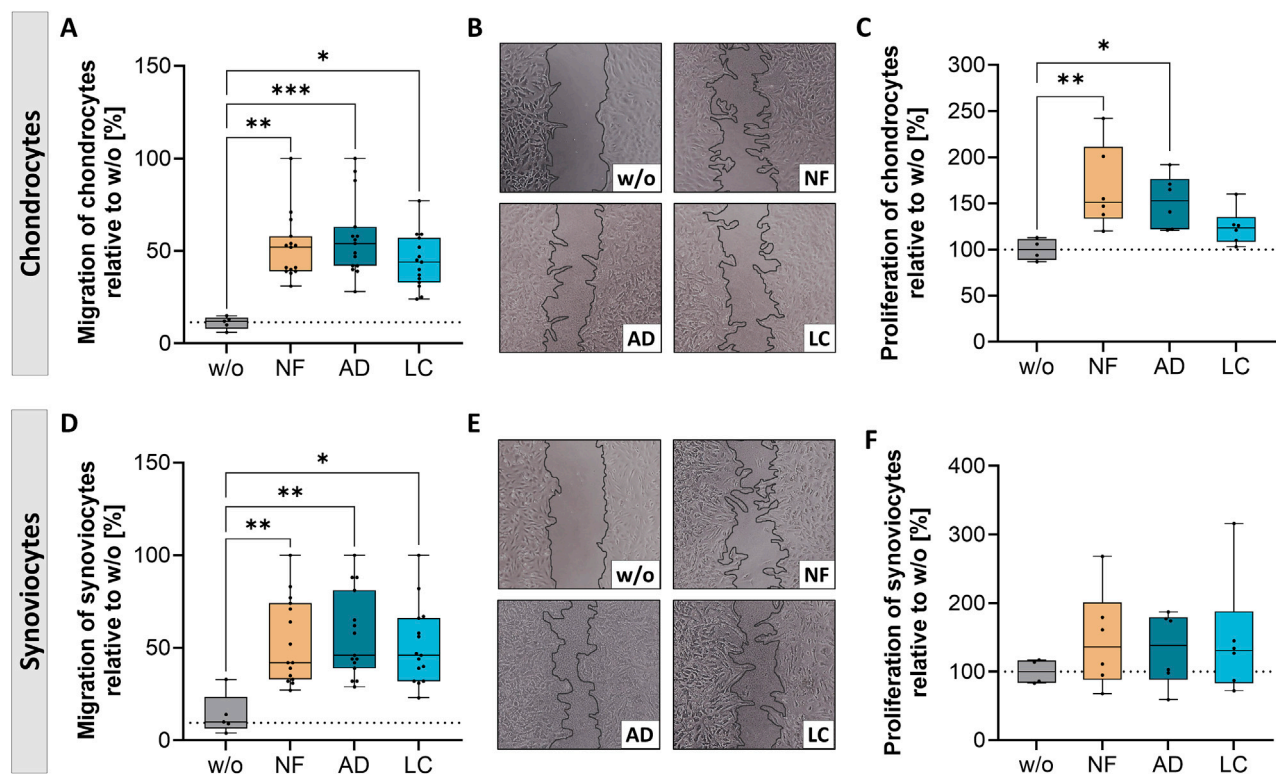 Chondrocytes
A
Migration of chondrocytes
relative to w/o [%]
150
100
50
0
*
***
**
w/o NF AD LC
B
w/o
NF
AD
LC
C
Proliferation of chondrocytes
relative to w/o [%]
300
250
200
150
100
50
0
*
**
w/o NF AD LC
Synoviocytes
D
Migration of synoviocytes
relative to w/o [%]
150
100
50
0
*
**
**
w/o NF AD LC
E
w/o
NF
AD
LC
F
Proliferation of synoviocytes
relative to w/o [%]
400
300
200
100
0
w/o NF AD LC